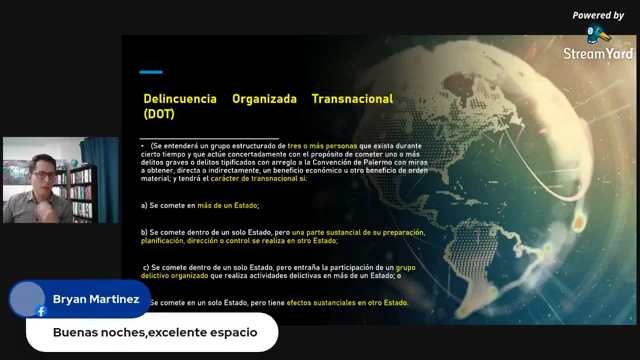 Powered by
StreamYard
Delincuencia Organizada Transnacional
(DOT)
• (Se entenderá un grupo estructurado de tres o más personas que exista durante
cierto tiempo y que actúe concertadamente con el propósito de cometer uno o más
delitos graves o delitos tipificados con arreglo a la Convención de Palermo con miras
a obtener, directa o indirectamente, un beneficio económico u otro beneficio de orden
material; y tendrá el carácter de transnacional si:
a) Se comete en más de un Estado;
b) Se comete dentro de un solo Estado, pero una parte sustancial de su preparación,
planificación, dirección o control se realiza en otro Estado;
c) Se comete dentro de un solo Estado, pero entraña la participación de un grupo
delictivo organizado que realiza actividades delictivas en más de un Estado; o
Se comete en un solo Estado, pero tiene efectos sustanciales en otro Estado.
Bryan Martinez
Buenas noches,excelente espacio